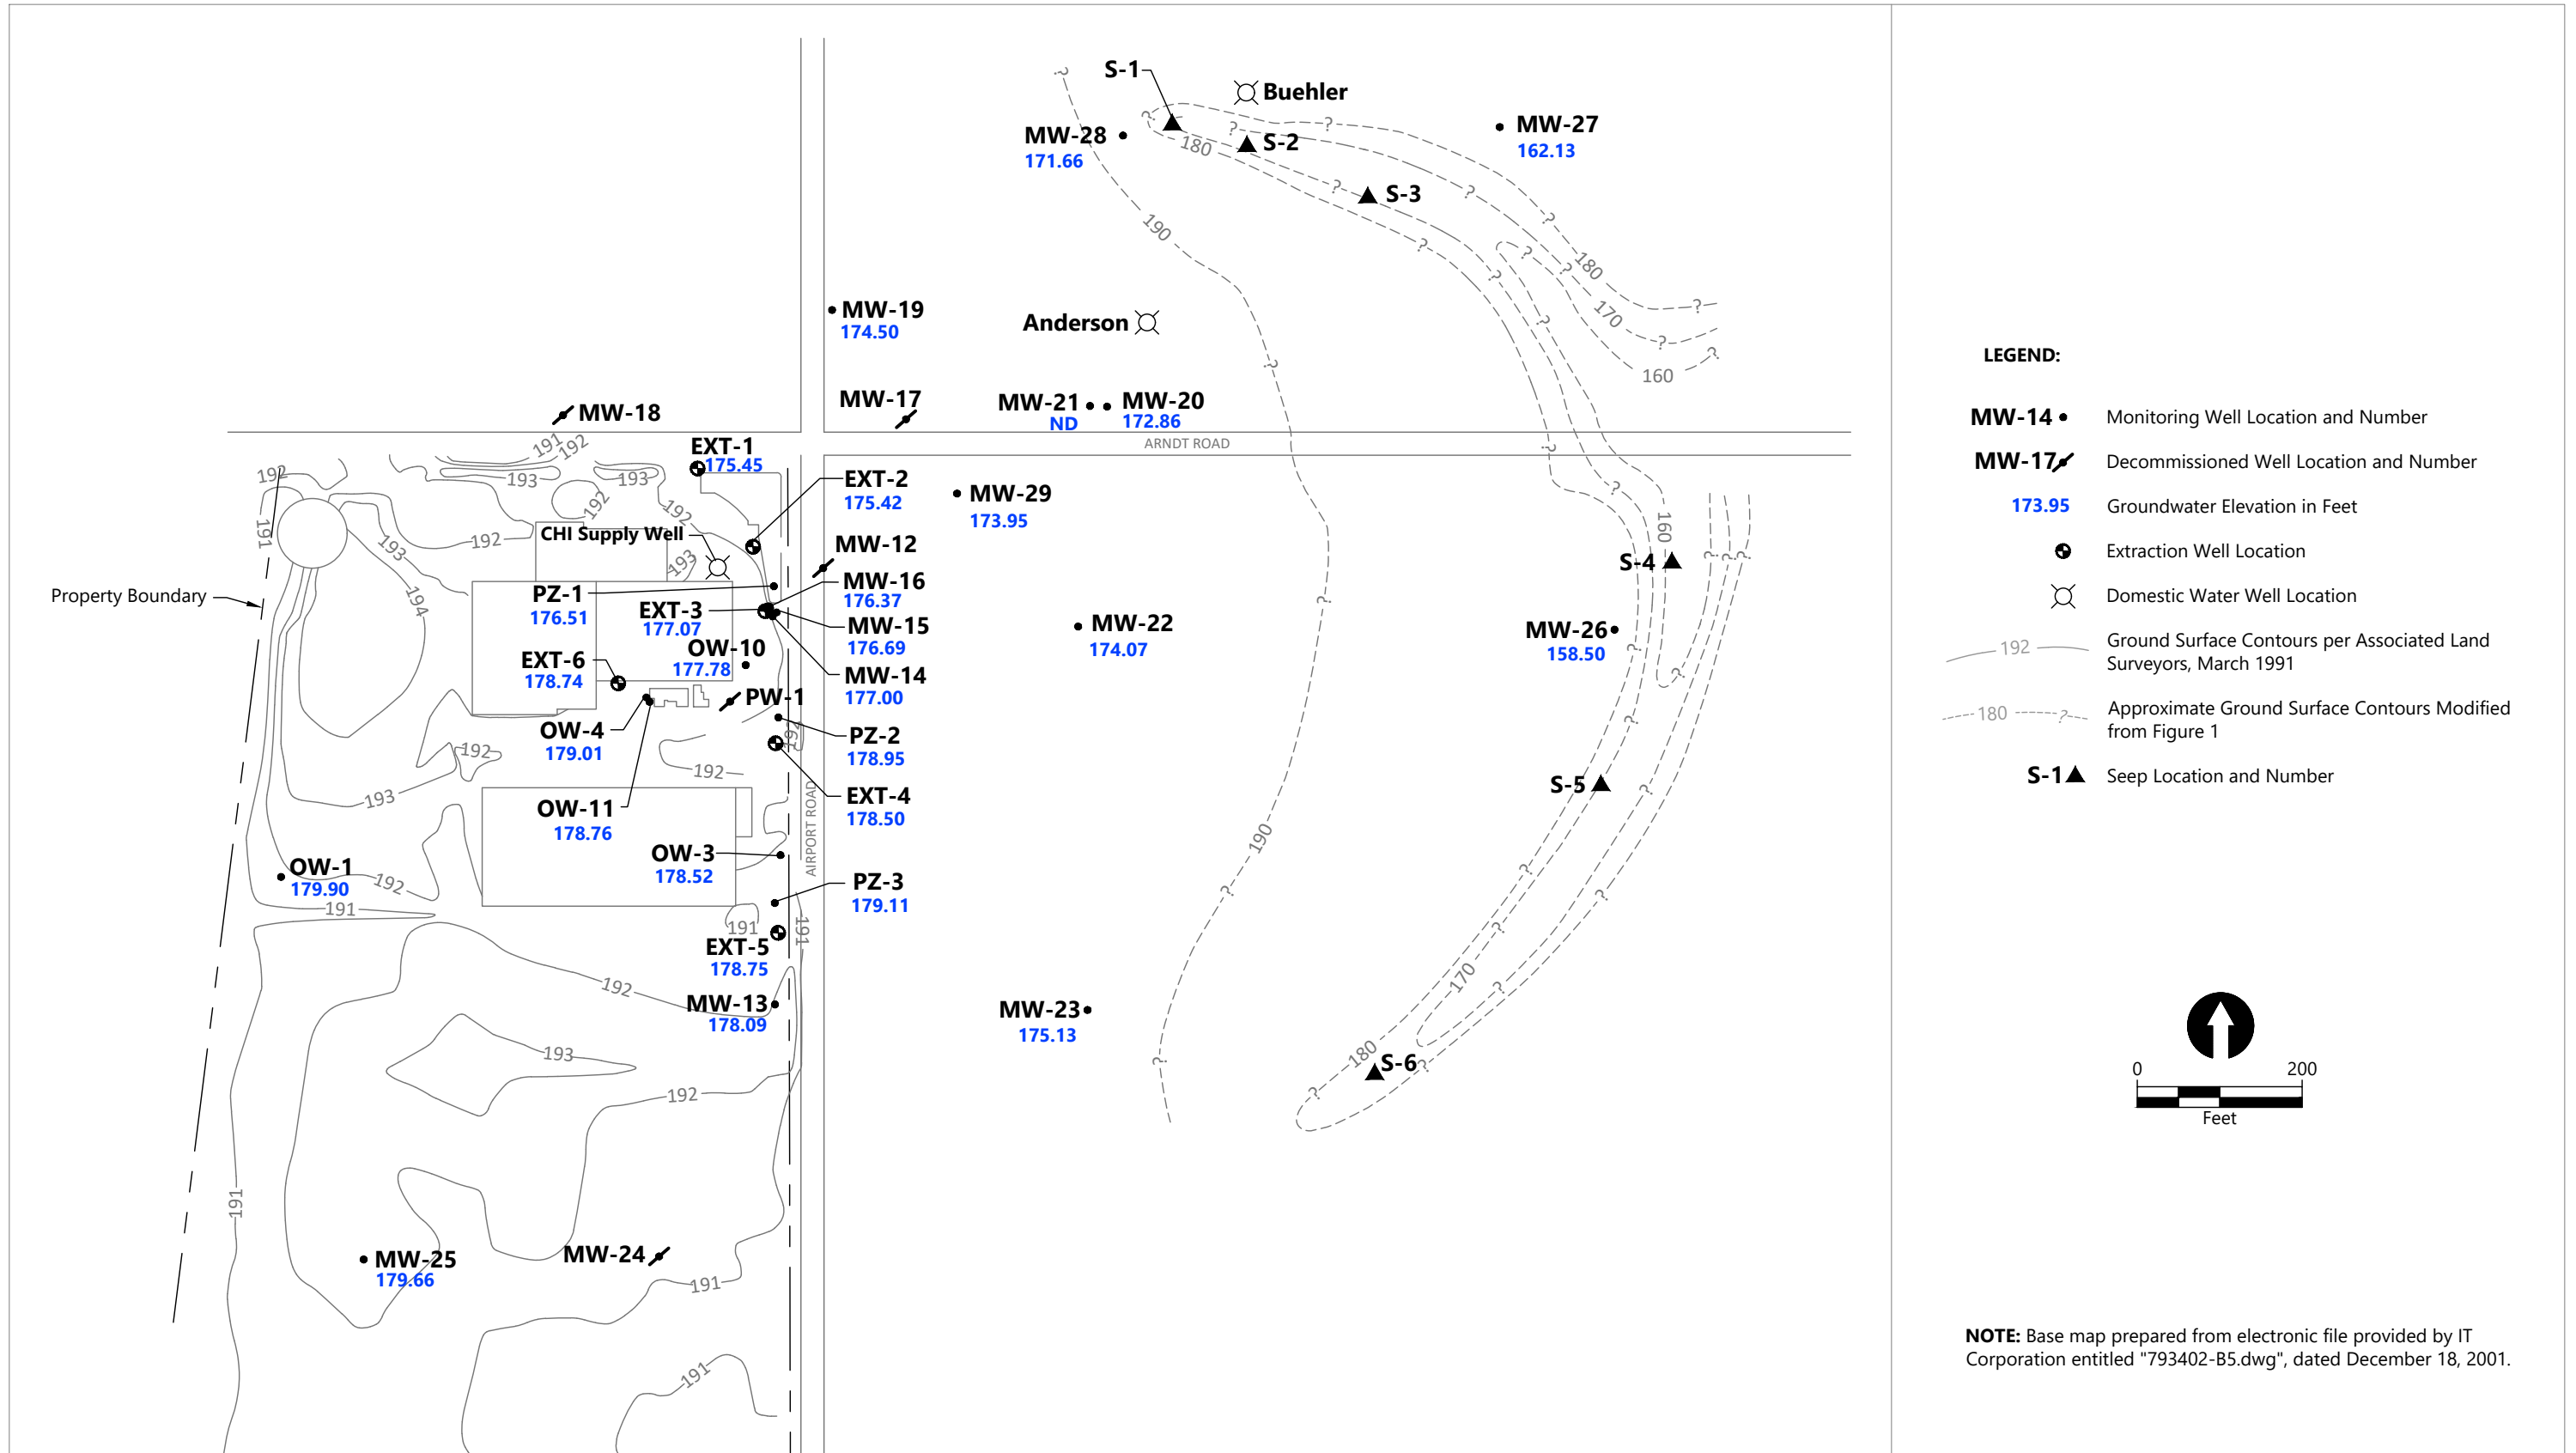 S-1
Buehler
MW-28
171.66
180
S-2
MW-27
162.13
S-3
190
180
170
160
MW-19
174.50
Anderson
MW-18
MW-17
MW-21
ND
MW-20
172.86
ARNDT ROAD
191
192
193
193
192
192
EXT-1
175.45
EXT-2
175.42
MW-29
173.95
192
191
193
192
194
CHI Supply Well
193
MW-12
MW-16
176.37
PZ-1
176.51
EXT-3
177.07
MW-15
176.69
OW-10
177.78
MW-14
177.00
EXT-6
178.74
PW-1
Property Boundary
MW-22
174.07
160
S-4
MW-26
158.50
OW-4
179.01
PZ-2
178.95
191
192
192
193
EXT-4
178.50
OW-11
178.76
AIRPORT ROAD
S-5
190
OW-3
178.52
OW-1
179.90
192
191
PZ-3
179.11
191
191
EXT-5
178.75
192
MW-13
178.09
MW-23
175.13
170
180
S-6
193
192
191
MW-25
179.66
MW-24
191
191
LEGEND:
MW-14 Monitoring Well Location and Number
MW-17 Decommissioned Well Location and Number
173.95 Groundwater Elevation in Feet
Extraction Well Location
Domestic Water Well Location
192 Ground Surface Contours per Associated Land
Surveyors, March 1991
180 ? Approximate Ground Surface Contours Modified
from Figure 1
S-1 Seep Location and Number
0 200
Feet
NOTE: Base map prepared from electronic file provided by IT
Corporation entitled "793402-B5.dwg", dated December 18, 2001.